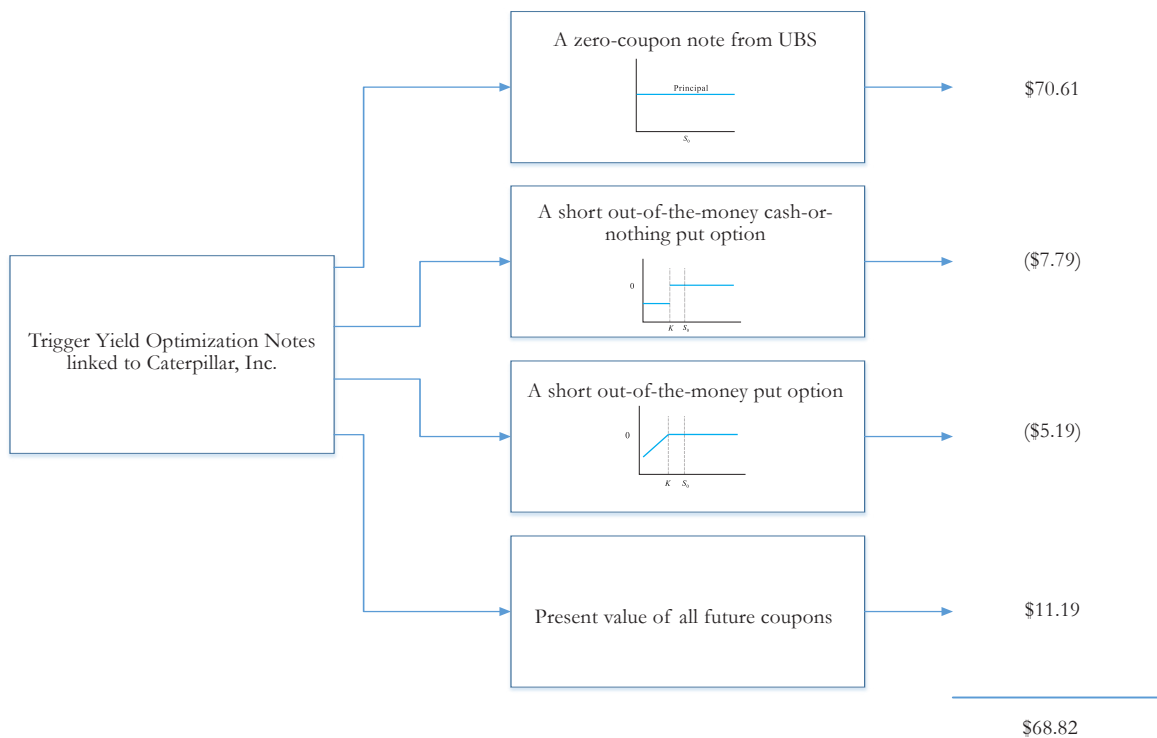 A zero-coupon note from UBS
Principal
S0
$70.61
A short out-of-the-money cash-or-
nothing put option
0
K S0
($7.79)
Trigger Yield Optimization Notes
linked to Caterpillar, Inc.
A short out-of-the-money put option
0
K S0
($5.19)
Present value of all future coupons
$11.19
$68.82